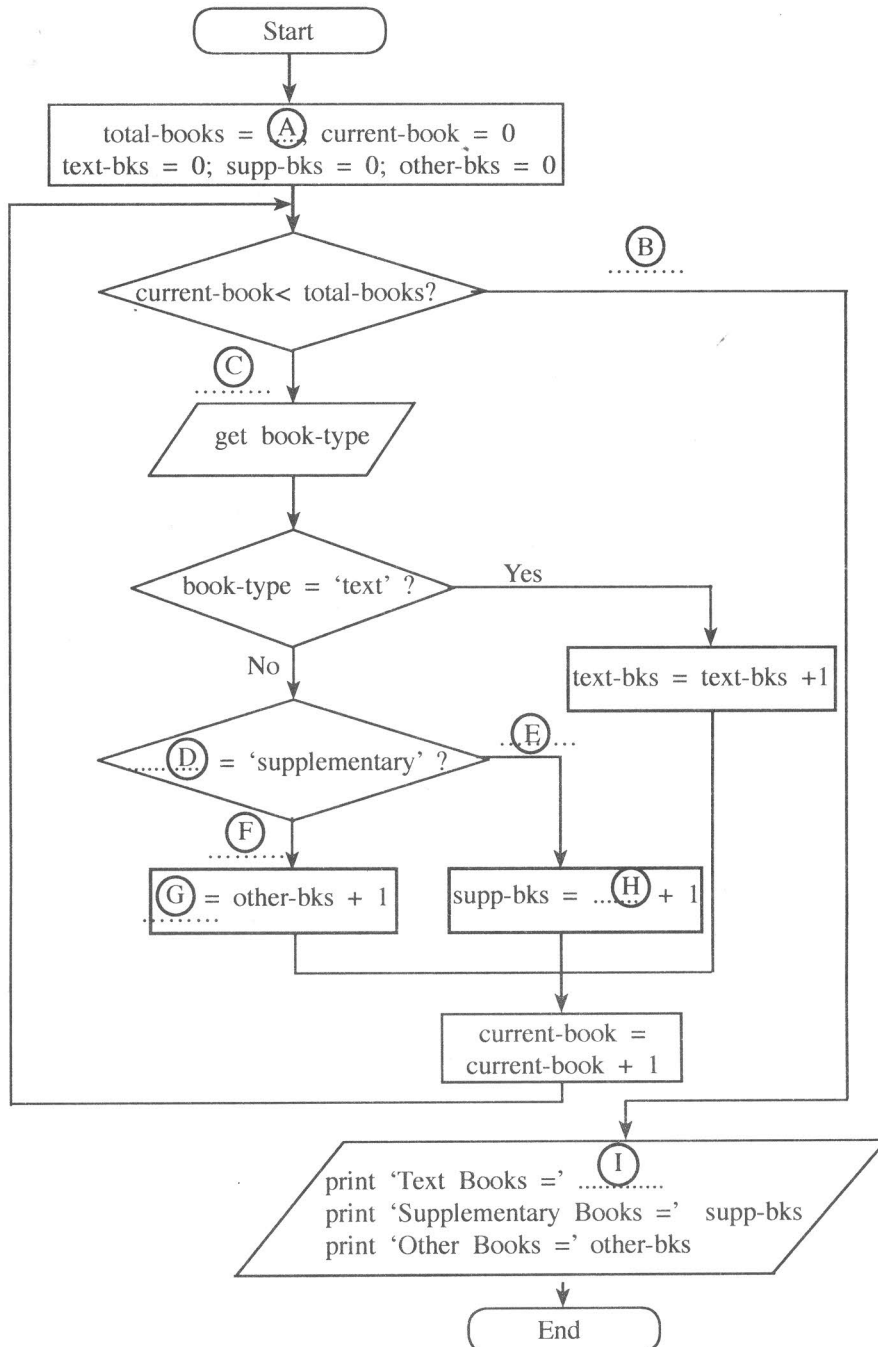 Start
total-books = ....(A); current-book = 0
text-bks = 0; supp-bks = 0; other-bks = 0
B
..........
current-book< total-books?
C
..........
get book-type
book-type = ‘text’ ?
Yes
No
text-bks = text-bks +1
E
..........
..........D = ‘supplementary’ ?
F
..........
G = other-bks + 1
..........
supp-bks = ......H + 1
current-book =
current-book + 1
I
print ‘Text Books =’ ............
print ‘Supplementary Books =’ supp-bks
print ‘Other Books =’ other-bks
End